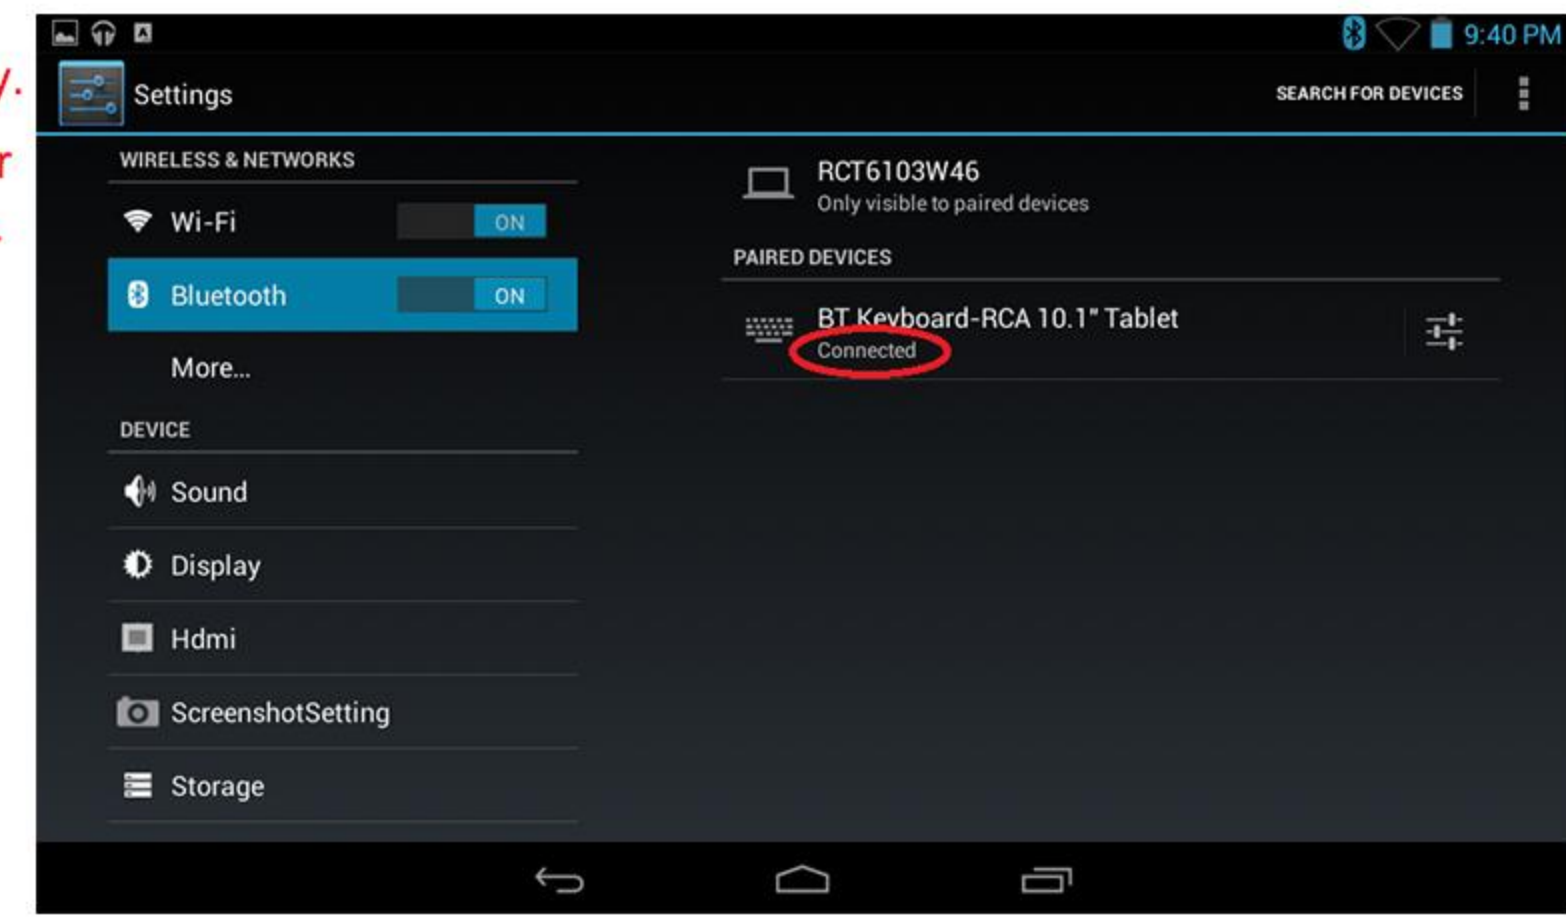 9:40 PM
y.
r
Settings
SEARCH FOR DEVICES
WIRELESS & NETWORKS
Wi-Fi
ON
Bluetooth
ON
More...
DEVICE
Sound
Display
Hdmi
ScreenshotSetting
Storage
RCT6103W46
Only visible to paired devices
PAIRED DEVICES
BT Keyboard-RCA 10.1" Tablet
Connected